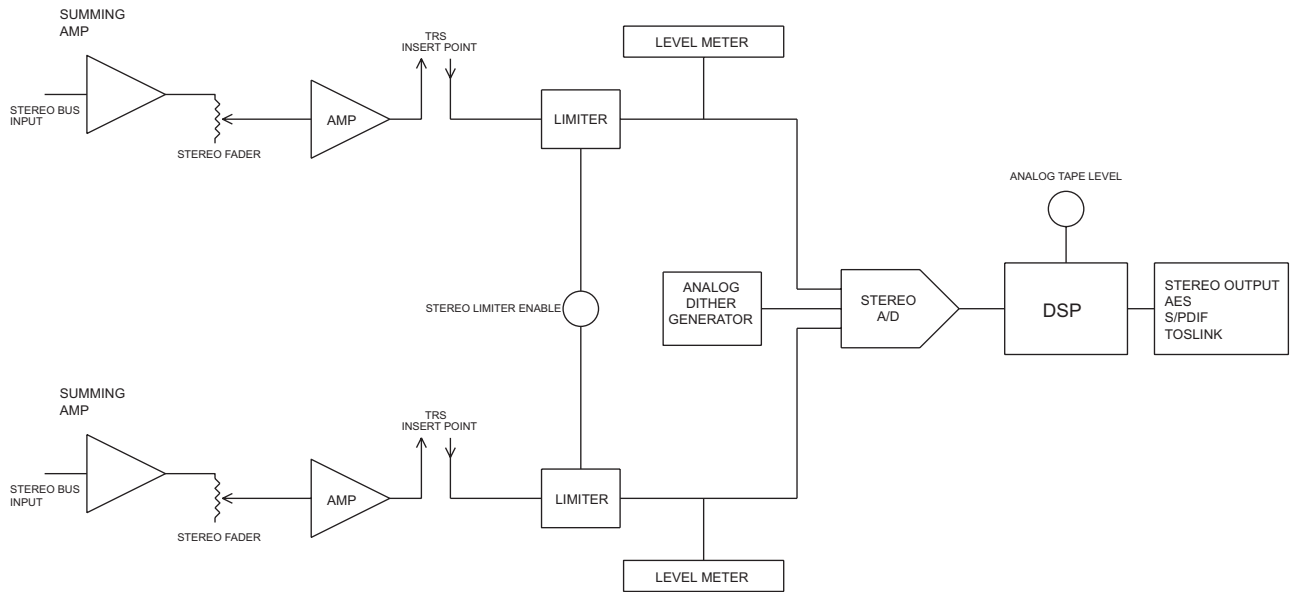 SUMMING
AMP
STEREO BUS
INPUT
STEREO FADER
AMP
TRS
INSERT POINT
LIMITER
LEVEL METER
STEREO LIMITER ENABLE
ANALOG
DITHER
GENERATOR
STEREO
A/D
ANALOG TAPE LEVEL
DSP
STEREO OUTPUT
AES
S/PDIF
TOSLINK
SUMMING
AMP
STEREO BUS
INPUT
STEREO FADER
AMP
TRS
INSERT POINT
LIMITER
LEVEL METER